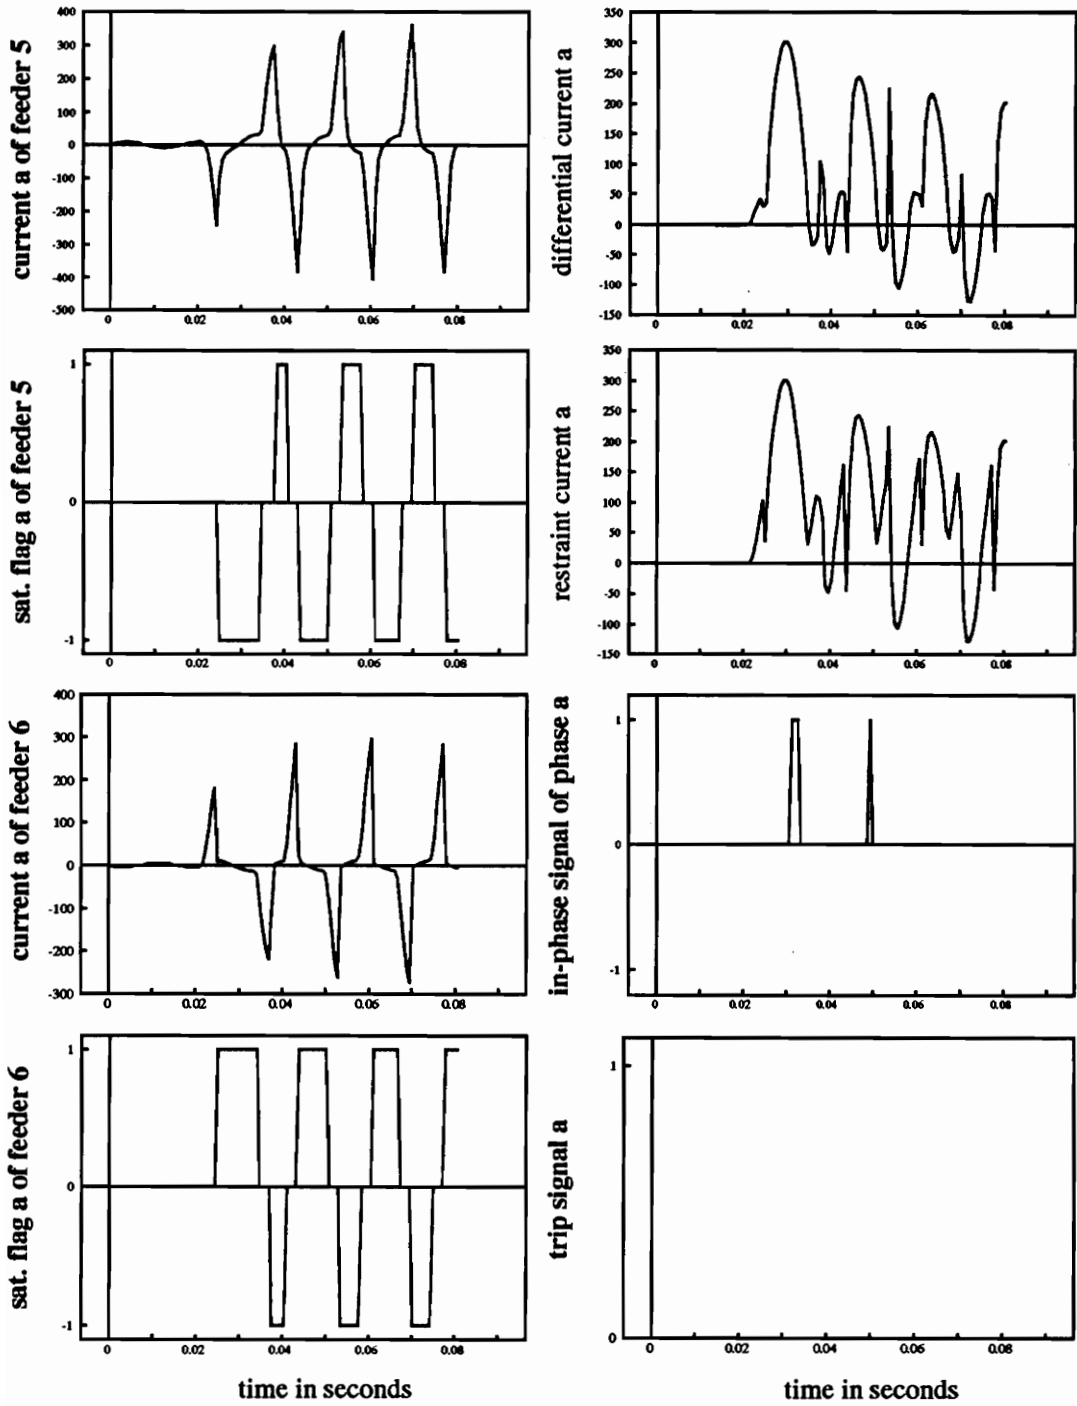 current a of feeder 5
400
300
200
100
0
-100
-200
-300
-400
-500
0 0.02 0.04 0.06 0.08
differential current a
350
300
250
200
150
100
50
0
-50
-100
-150
0 0.02 0.04 0.06 0.08
sat. flag a of feeder 5
1
0
-1
0 0.02 0.04 0.06 0.08
restraint current a
350
300
250
200
150
100
50
0
-50
-100
-150
0 0.02 0.04 0.06 0.08
current a of feeder 6
400
300
200
100
0
-100
-200
-300
0 0.02 0.04 0.06 0.08
in-phase signal of phase a
1
0
-1
0 0.02 0.04 0.06 0.08
sat. flag a of feeder 6
1
0
-1
0 0.02 0.04 0.06 0.08
time in seconds
trip signal a
1
0
0 0.02 0.04 0.06 0.08
time in seconds